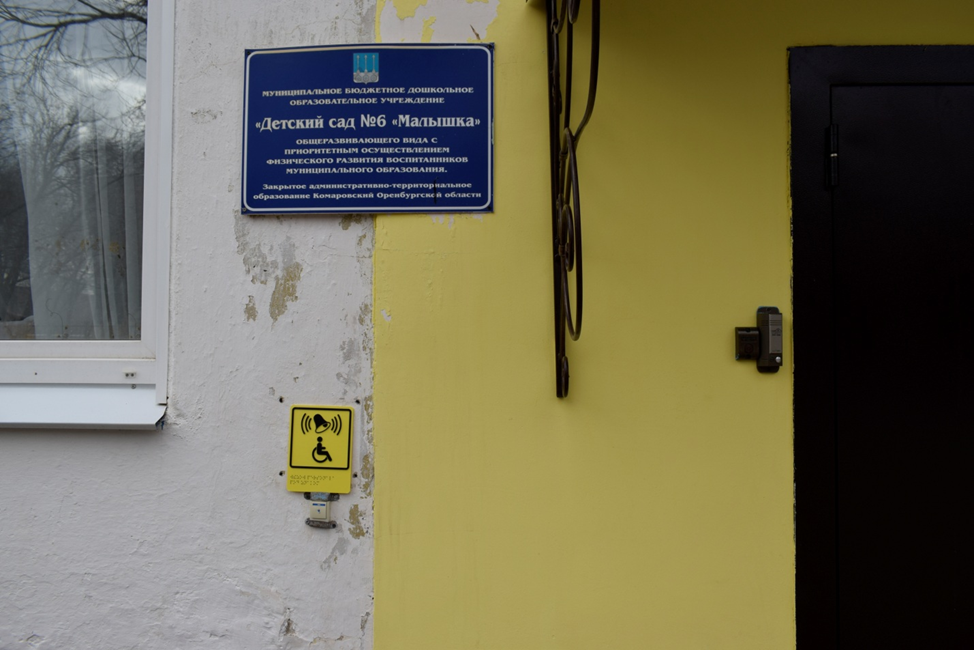 МУНИЦИПАЛЬНОЕ БЮДЖЕТНОЕ ДОШКОЛЬНОЕ
ОБРАЗОВАТЕЛЬНОЕ УЧРЕЖДЕНИЕ
«Детский сад №6 «Малышка»
ОБЩЕРАЗВИВАЮЩЕГО ВИДА С
ПРИОРИТЕТНЫМ ОСУЩЕСТВЛЕНИЕМ
ФИЗИЧЕСКОГО РАЗВИТИЯ ВОСПИТАННИКОВ
МУНИЦИПАЛЬНОГО ОБРАЗОВАНИЯ.
Закрытое административно-территориальное
образование Комаровский Оренбургской области